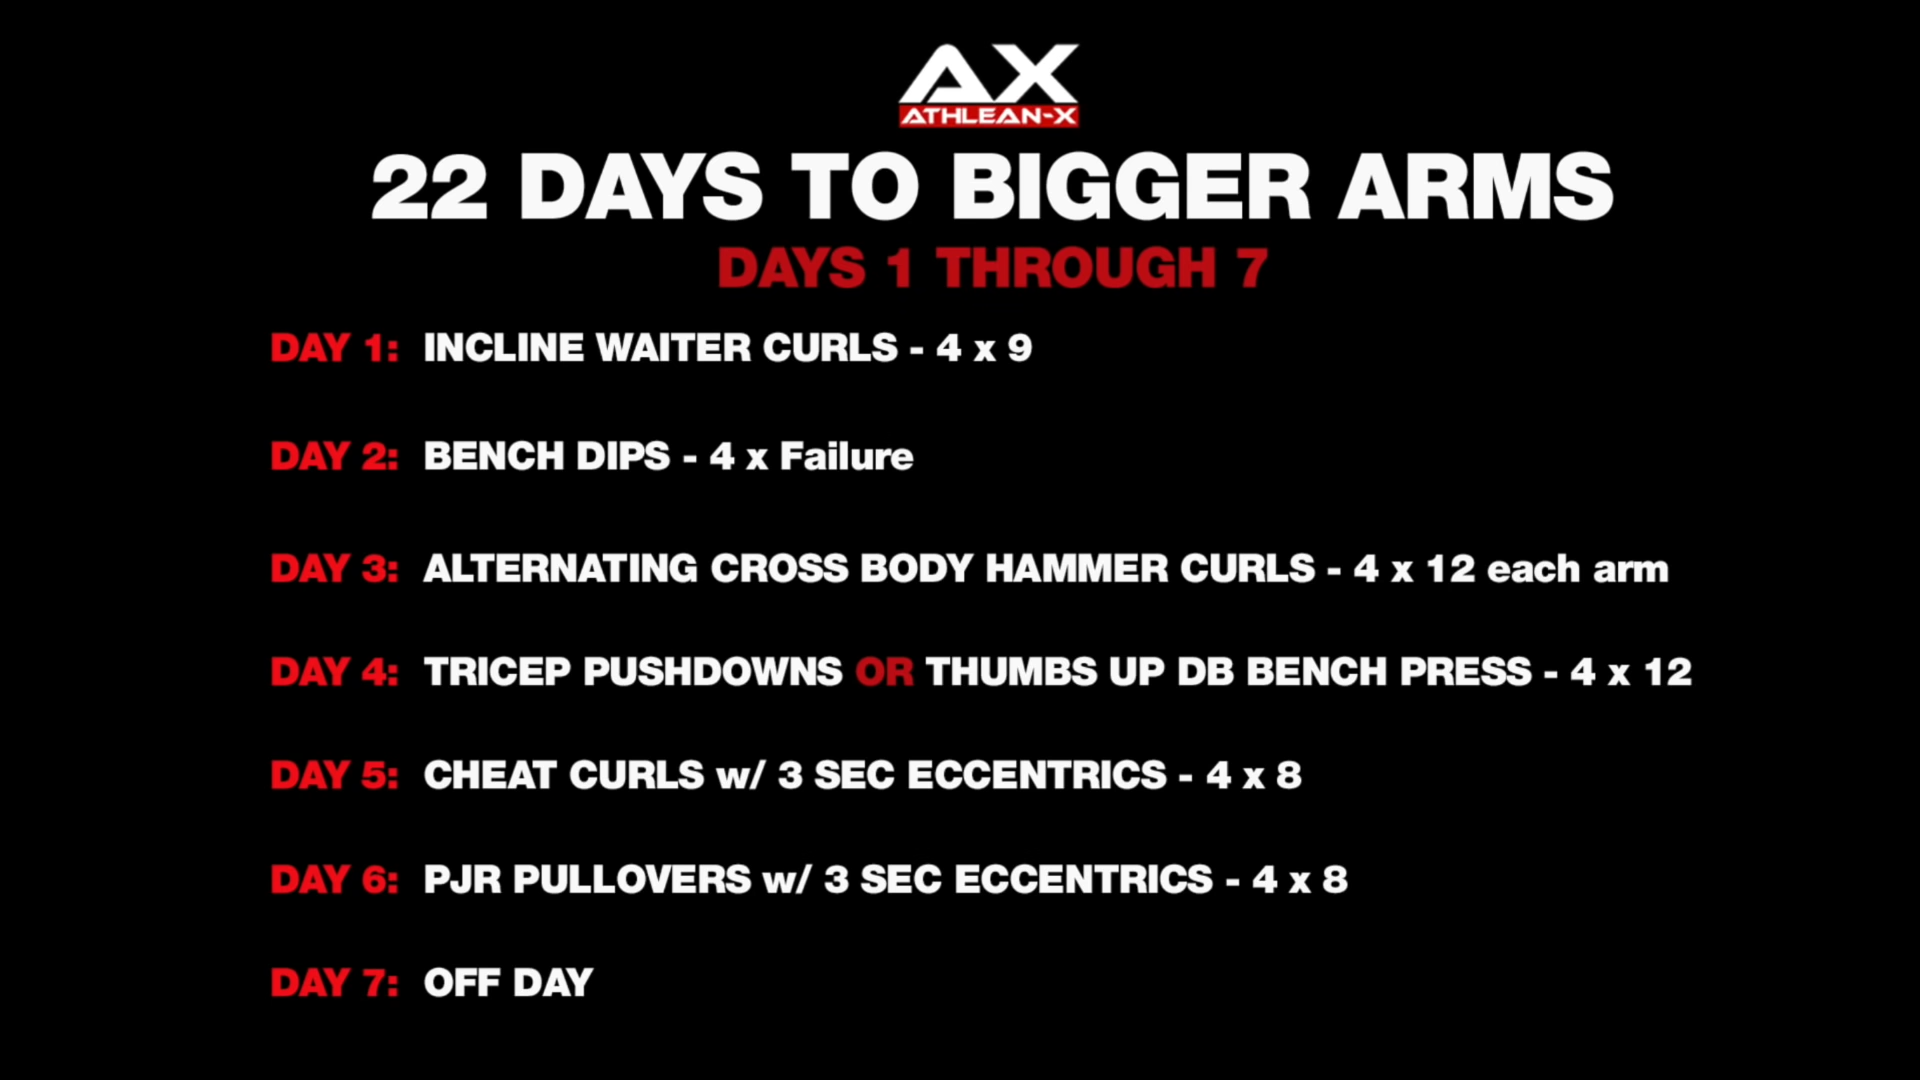 AX
ATHLEAN-X
22 DAYS TO BIGGER ARMS
DAYS 1 THROUGH 7
DAY 1: INCLINE WAITER CURLS - 4 x 9
DAY 2: BENCH DIPS - 4 x Failure
DAY 3: ALTERNATING CROSS BODY HAMMER CURLS - 4 x 12 each arm
DAY 4: TRICEP PUSHDOWNS OR THUMBS UP DB BENCH PRESS - 4 x 12
DAY 5: CHEAT CURLS w/ 3 SEC ECCENTRICS - 4 x 8
DAY 6: PJR PULLOVERS w/ 3 SEC ECCENTRICS - 4 x 8
DAY 7: OFF DAY